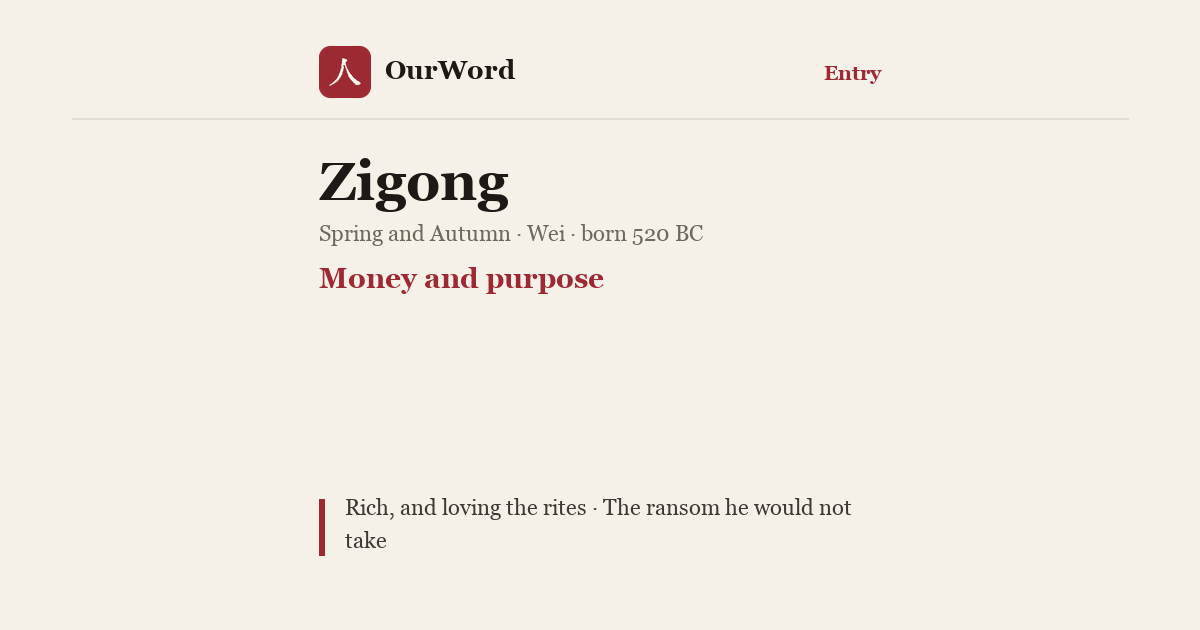 人 OurWord
Entry
Zigong
Spring and Autumn · Wei · born 520 BC
Money and purpose
Rich, and loving the rites · The ransom he would not
take